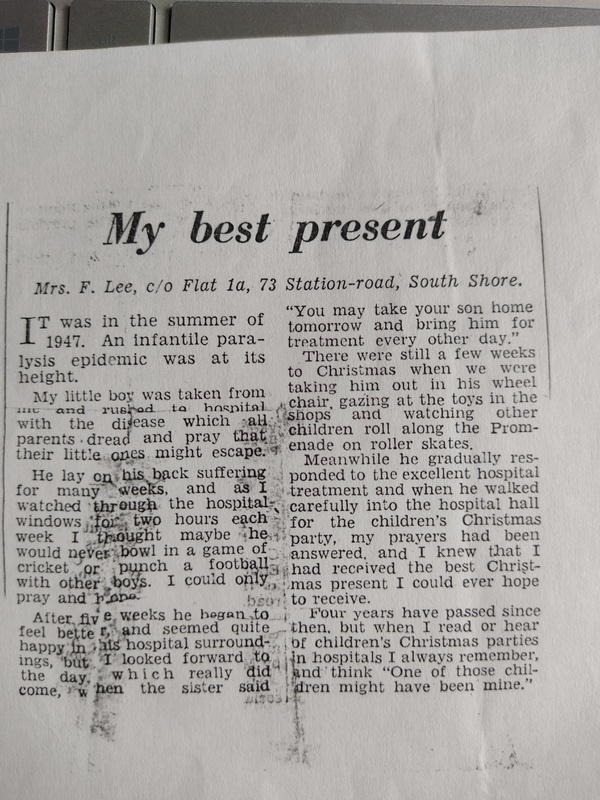 My best present
Mrs. F. Lee, c/o Flat 1a, 73 Station-road, South Shore.
IT was in the summer of
1947. An infantile para-
lysis epidemic was at its
height.
My little boy was taken from
me and rushed to hospital
with the disease which all
parents dread and pray that
their little ones might escape.
He lay on his back suffering
for many weeks, and as I
watched through the hospital
windows for two hours each
week I thought maybe he
would never bowl in a game of
cricket or punch a football
with other boys. I could only
pray and hope.
After five weeks he began to
feel better, and seemed quite
happy in his hospital surround-
ings, but I looked forward to
the day which really did
come, when the sister said
"You may take your son home
tomorrow and bring him for
treatment every other day."
There were still a few weeks
to Christmas when we were
taking him out in his wheel
chair, gazing at the toys in the
shops and watching other
children roll along the Prom-
enade on roller skates.
Meanwhile he gradually res-
ponded to the excellent hospital
treatment and when he walked
carefully into the hospital hall
for the children's Christmas
party, my prayers had been
answered, and I knew that I
had received the best Christ-
mas present I could ever hope
to receive.
Four years have passed since
then, but when I read or hear
of children's Christmas parties
in hospitals I always remember,
and think "One of those chil-
dren might have been mine."